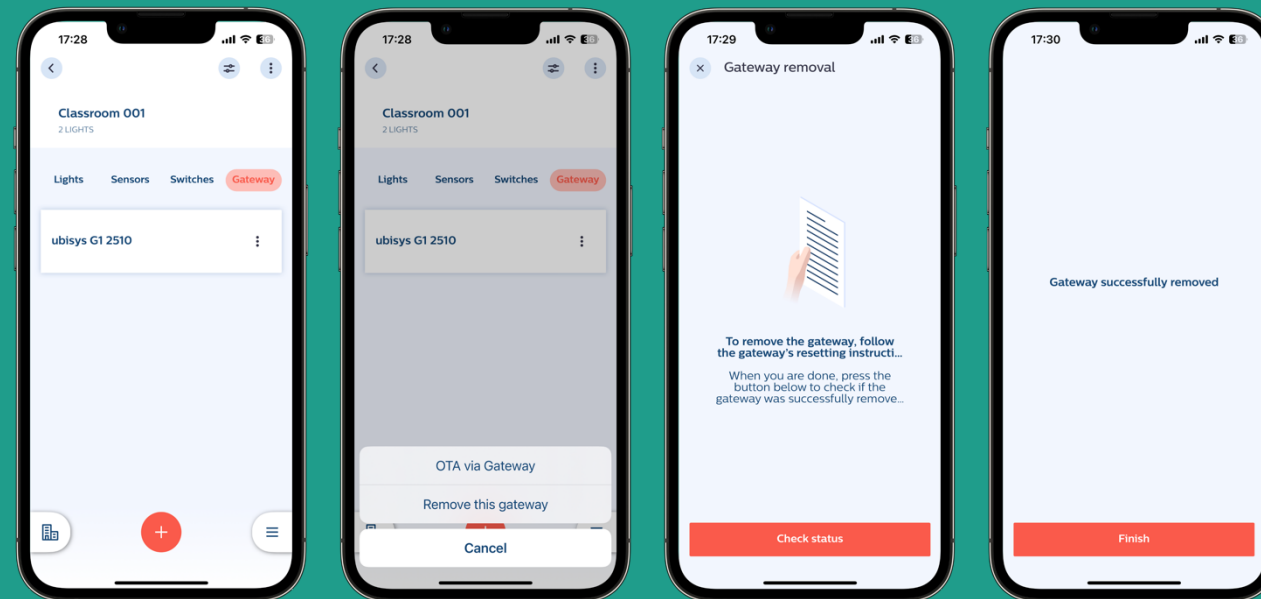 17:28
Classroom 001
2 LIGHTS
Lights Sensors Switches Gateway
ubisys G1 2510
17:28
Classroom 001
2 LIGHTS
Lights Sensors Switches Gateway
ubisys G1 2510
OTA via Gateway
Remove this gateway
Cancel
17:29
Gateway removal
To remove the gateway, follow
the gateway's resetting instructi...
When you are done, press the
button below to check if the
gateway was successfully remove...
Check status
17:30
Gateway successfully removed
Finish